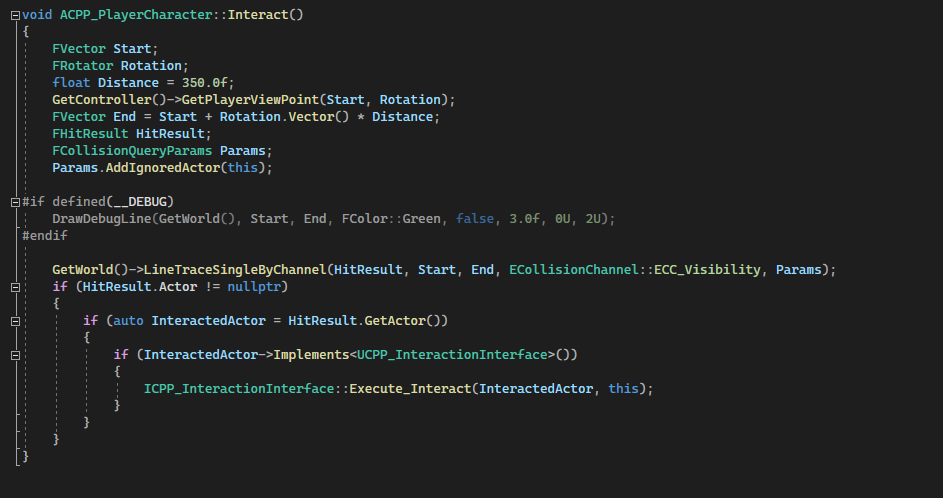 void ACPP_PlayerCharacter::Interact()
{
    FVector Start;
    FRotator Rotation;
    float Distance = 350.0f;
    GetController()->GetPlayerViewPoint(Start, Rotation);
    FVector End = Start + Rotation.Vector() * Distance;
    FHitResult HitResult;
    FCollisionQueryParams Params;
    Params.AddIgnoredActor(this);

#if defined(__DEBUG)
    DrawDebugLine(GetWorld(), Start, End, FColor::Green, false, 3.0f, 0U, 2U);
#endif

    GetWorld()->LineTraceSingleByChannel(HitResult, Start, End, ECollisionChannel::ECC_Visibility, Params);
    if (HitResult.Actor != nullptr)
    {
        if (auto InteractedActor = HitResult.GetActor())
        {
            if (InteractedActor->Implements<UCPP_InteractionInterface>())
            {
                ICPP_InteractionInterface::Execute_Interact(InteractedActor, this);
            }
        }
    }
}